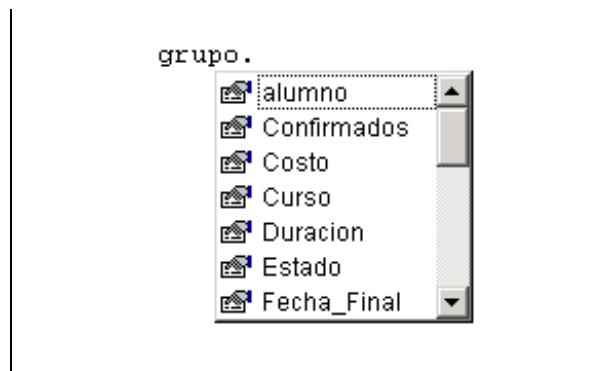 grupo.
alumno
Confirmados
Costo
Curso
Duracion
Estado
Fecha_Final